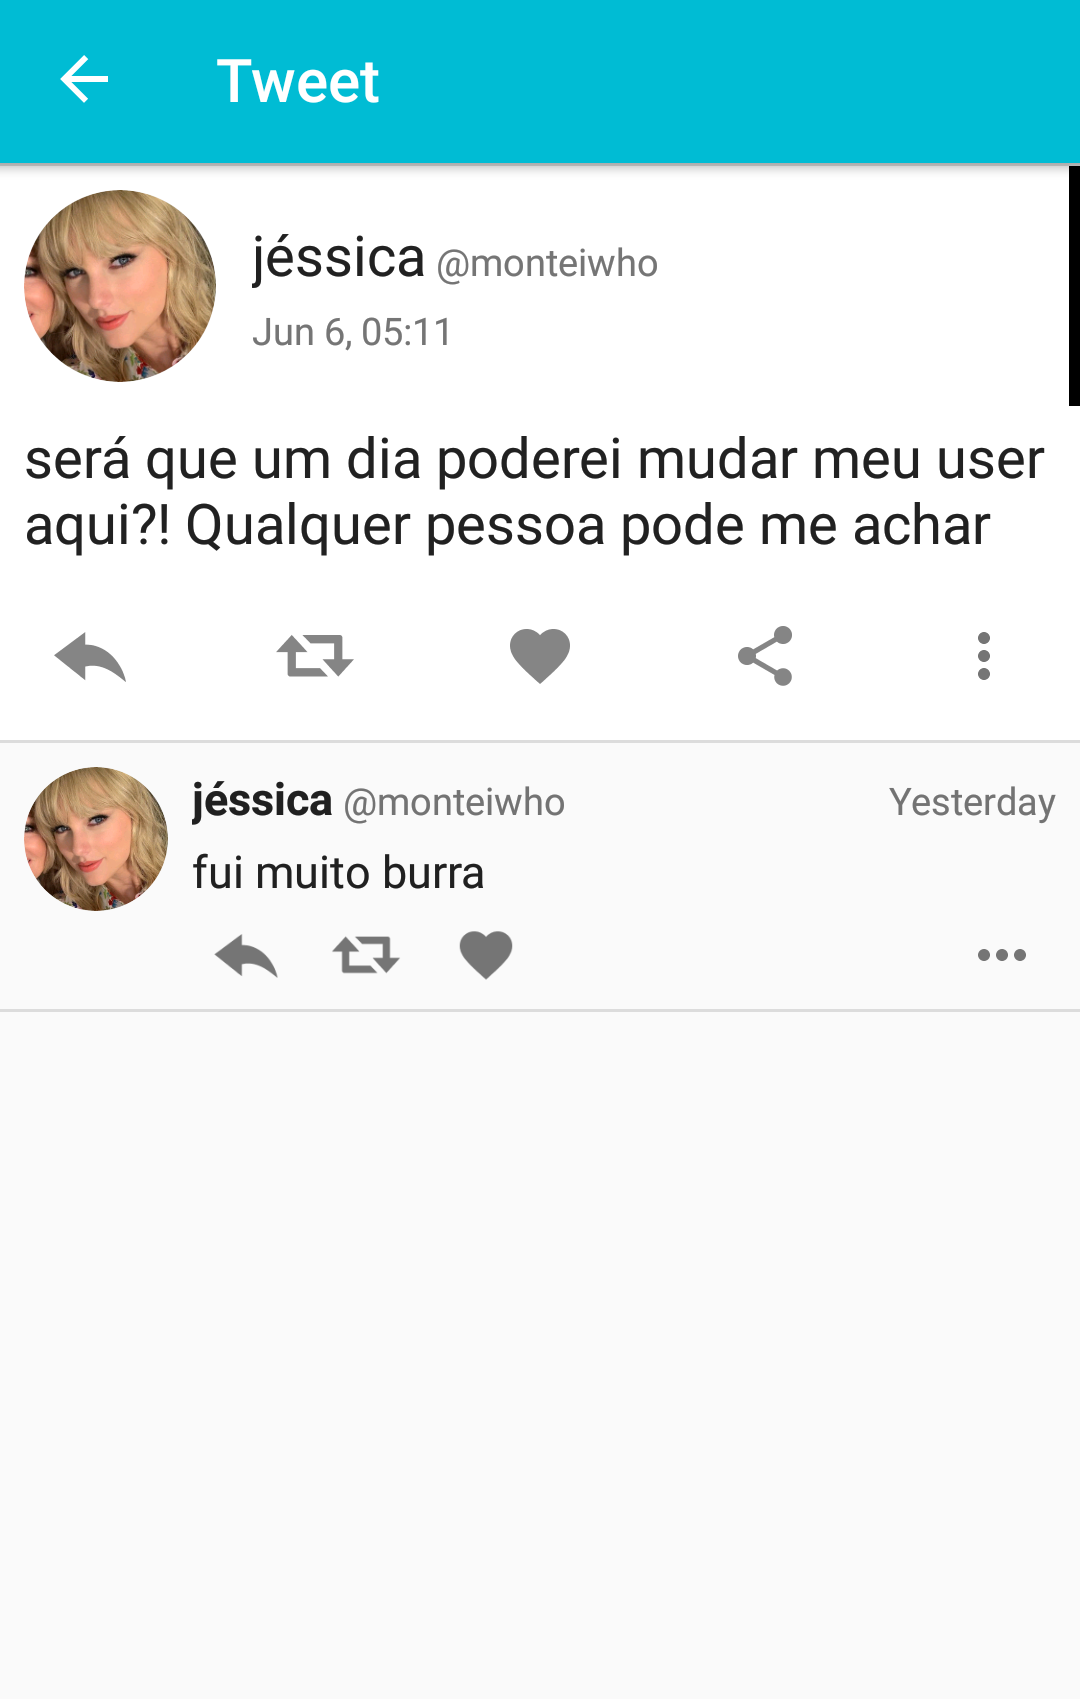 Tweet
jéssica @monteiwho
Jun 6, 05:11
será que um dia poderei mudar meu user
aqui?! Qualquer pessoa pode me achar
jéssica @monteiwho Yesterday
fui muito burra